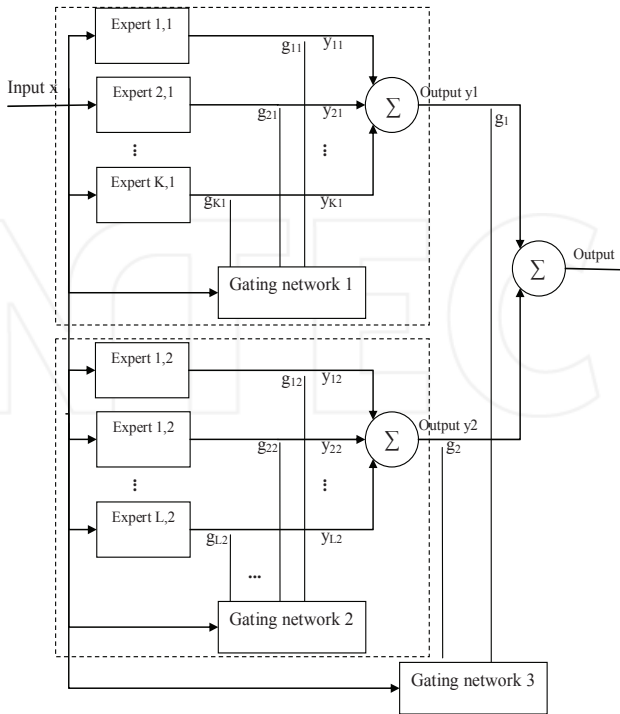 Expert 1,1
g11
y11
Input x
Expert 2,1
g21
y21
∑
Output y1
g1
⋮
⋮
Expert K,1
gK1
yK1
Gating network 1
∑
Output
Expert 1,2
g12
y12
Expert 1,2
g22
y22
∑
Output y2
g2
⋮
⋮
Expert L,2
gL2
yL2
...
Gating network 2
Gating network 3
INTEC